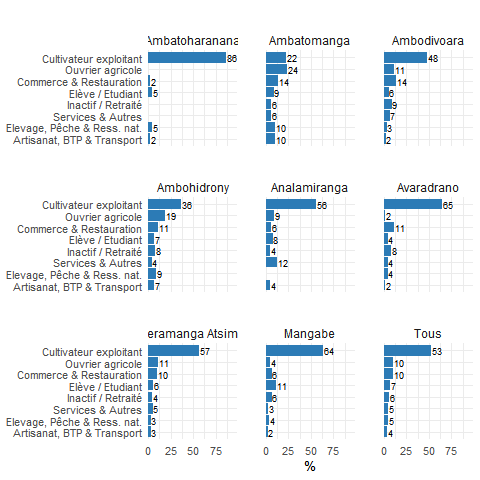 Ambatoharanana Ambatomanga Ambodivoara
Cultivateur exploitant 86 22 48
Ouvrier agricole 24 11
Commerce & Restauration 2 14 14
Elève / Etudiant 5 9 6
Inactif / Retraité 6 9
Services & Autres 6 7
Elevage, Pêche & Ress. nat. 5 10 3
Artisanat, BTP & Transport 2 10 2
Ambohidrony Analamiranga Avaradrano
Cultivateur exploitant 36 56 65
Ouvrier agricole 19 9 2
Commerce & Restauration 11 6 11
Elève / Etudiant 7 8 4
Inactif / Retraité 8 4 8
Services & Autres 4 12 4
Elevage, Pêche & Ress. nat. 9 4
Artisanat, BTP & Transport 7 4 2
eramanga Atsim Mangabe Tous
Cultivateur exploitant 57 64 53
Ouvrier agricole 11 4 10
Commerce & Restauration 10 6 10
Elève / Etudiant 6 11 7
Inactif / Retraité 4 6 6
Services & Autres 5 3 5
Elevage, Pêche & Ress. nat. 3 4 5
Artisanat, BTP & Transport 3 2 4
0 25 50 75 0 25 50 75 0 25 50 75
%